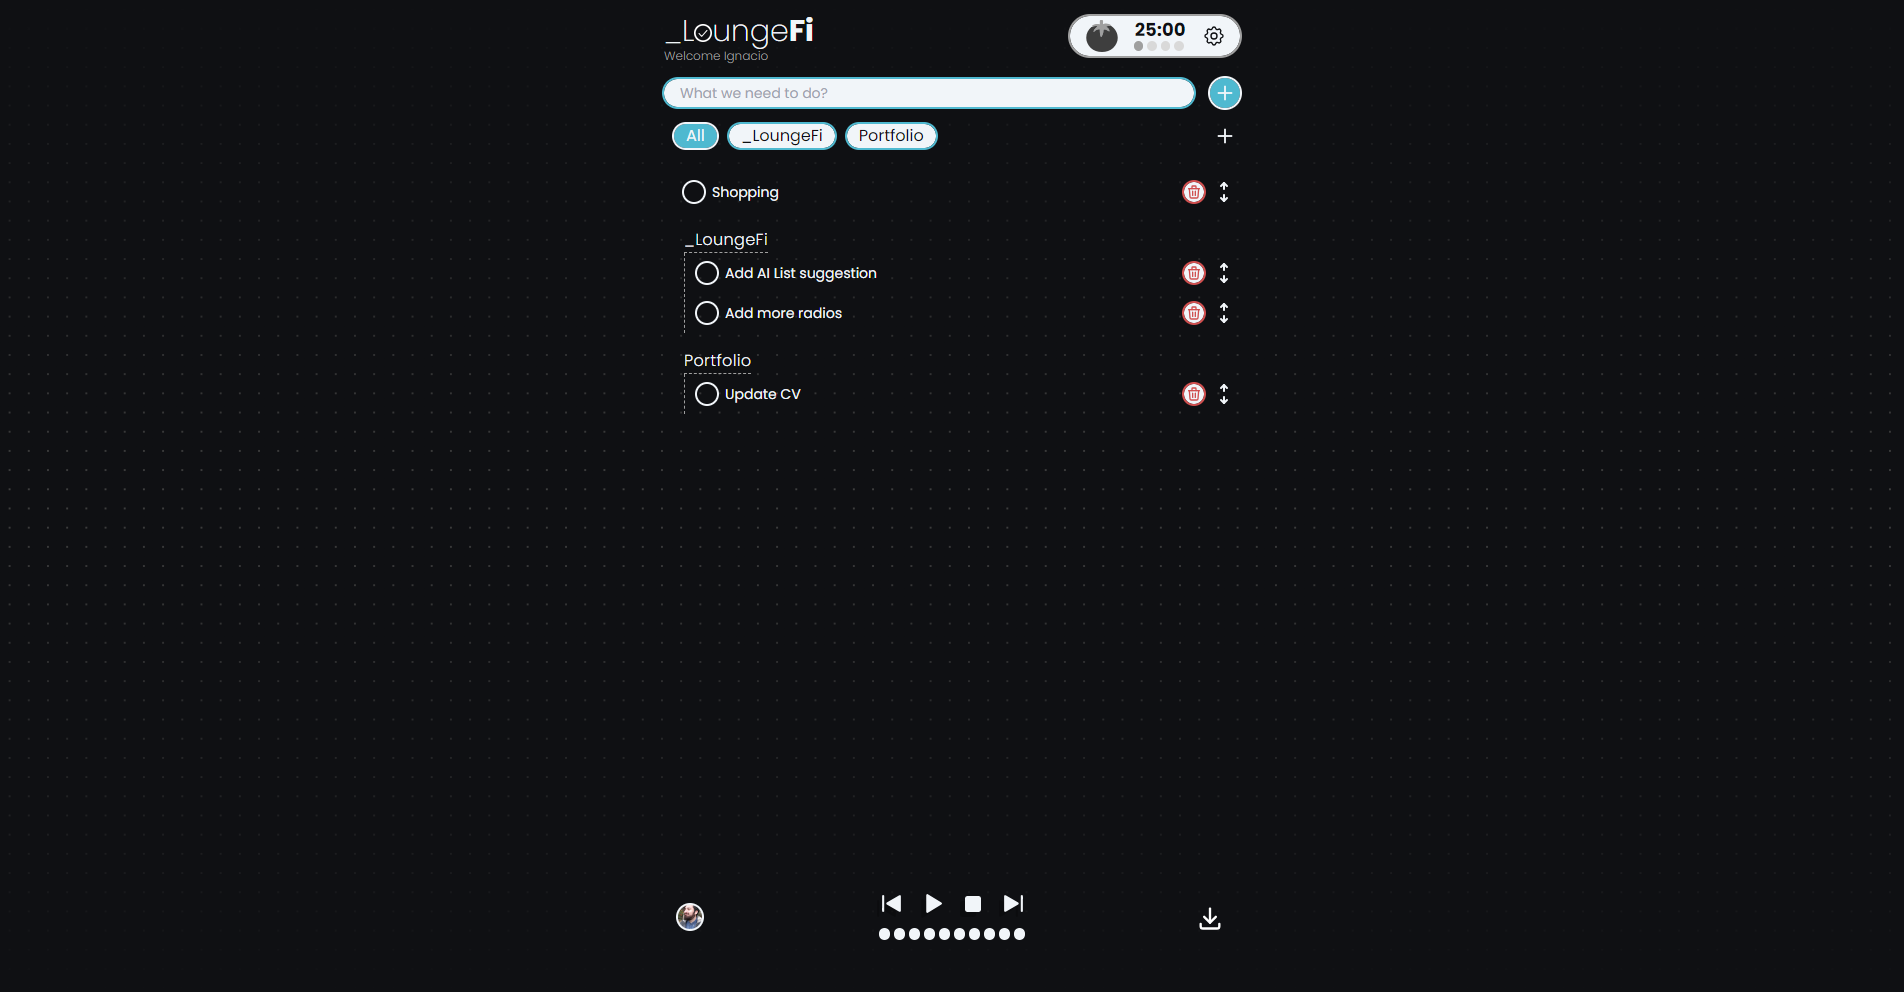 _LoungeFi
Welcome Ignacio
25:00
What we need to do?
All
_LoungeFi
Portfolio
Shopping
_LoungeFi
Add AI List suggestion
Add more radios
Portfolio
Update CV